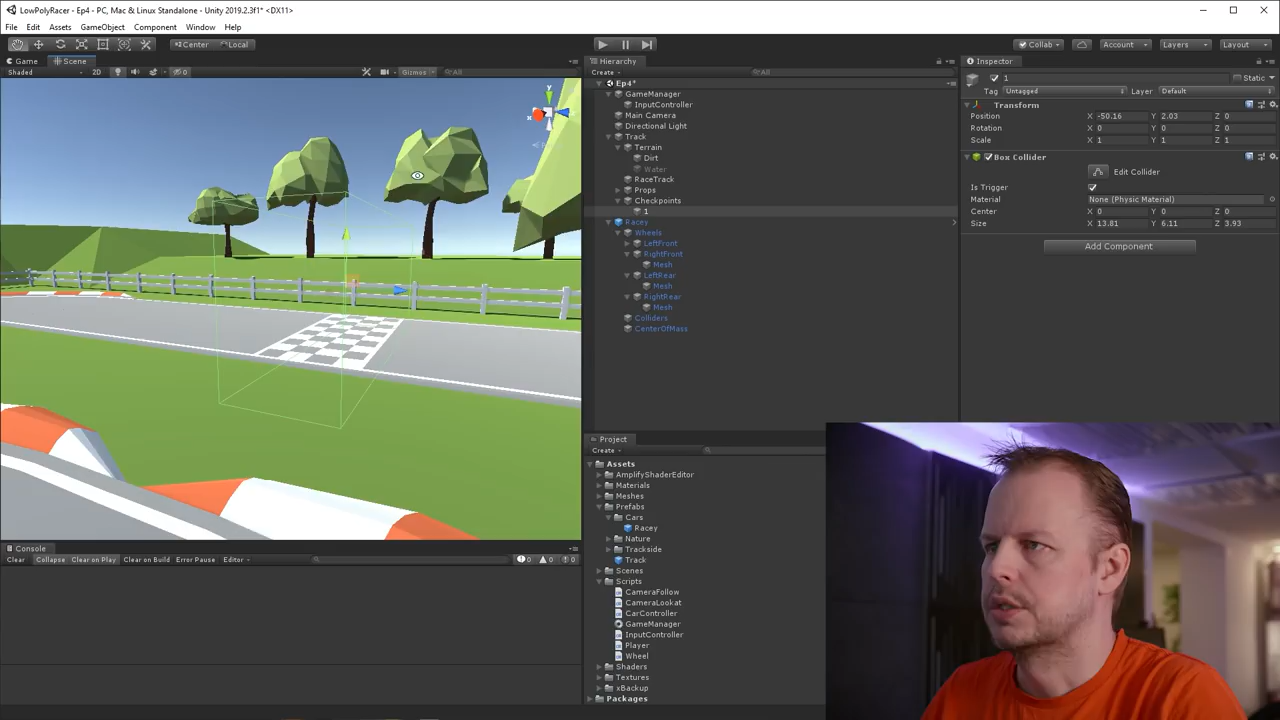 LowPolyRacer - Ep4 - PC, Mac & Linux Standalone - Unity 2019.2.3f1* <DX11>
File Edit Assets GameObject Component Window Help
Center Local
Collab Account Layers Layout
Game Scene
Shaded 2D 0 Gizmos All
y
x
Hierarchy
Create All
Ep4*
GameManager
InputController
Main Camera
Directional Light
Track
Terrain
Dirt
Water
RaceTrack
Props
Checkpoints
1
Racey
Wheels
LeftFront
RightFront
Mesh
LeftRear
Mesh
RightRear
Mesh
Colliders
CenterOfMass
Inspector
1 Static
Tag Untagged Layer Default
Transform
Position X -50.16 Y 2.03 Z 0
Rotation X 0 Y 0 Z 0
Scale X 1 Y 1 Z 1
Box Collider
Edit Collider
Is Trigger
Material None (Physic Material)
Center X 0 Y 0 Z 0
Size X 13.81 Y 6.11 Z 3.93
Add Component
Project
Create
Assets
AmplifyShaderEditor
Materials
Meshes
Prefabs
Cars
Racey
Nature
Trackside
Track
Scenes
Scripts
CameraFollow
CameraLookat
CarController
GameManager
InputController
Player
Wheel
Shaders
Textures
xBackup
Packages
Console
Clear Collapse Clear on Play Clear on Build Error Pause Editor 0 0 0